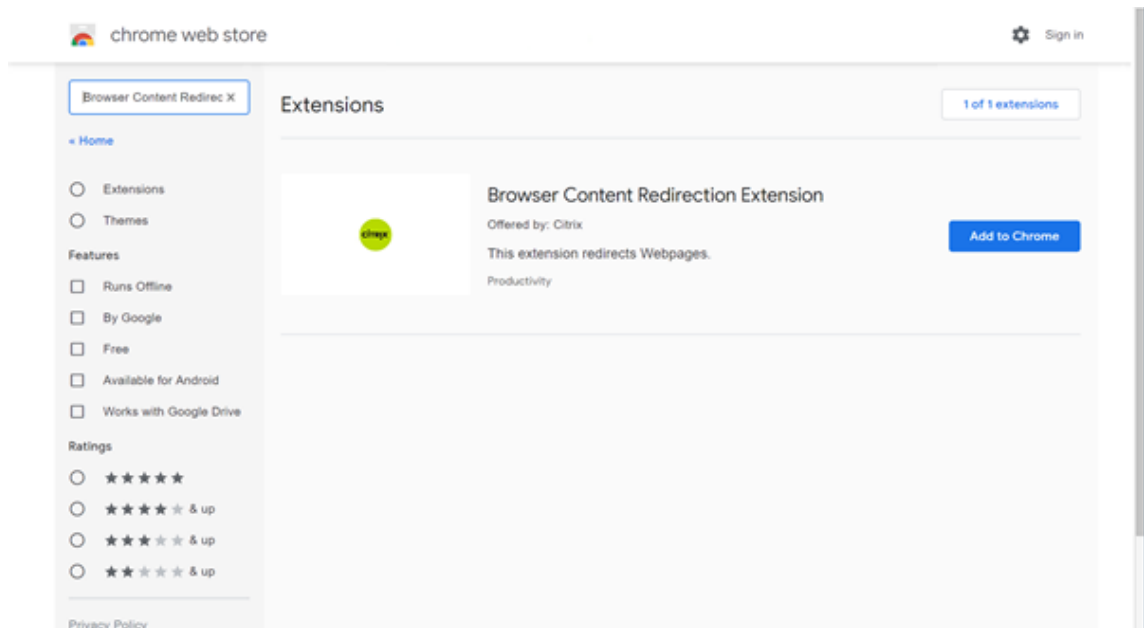 chrome web store
Sign in
Browser Content Redirec
Extensions
1 of 1 extensions
« Home
Extensions
Themes
Features
Runs Offline
By Google
Free
Available for Android
Works with Google Drive
Ratings
& up
& up
& up
Privacy Policy
citrix
Browser Content Redirection Extension
Offered by: Citrix
This extension redirects Webpages.
Productivity
Add to Chrome